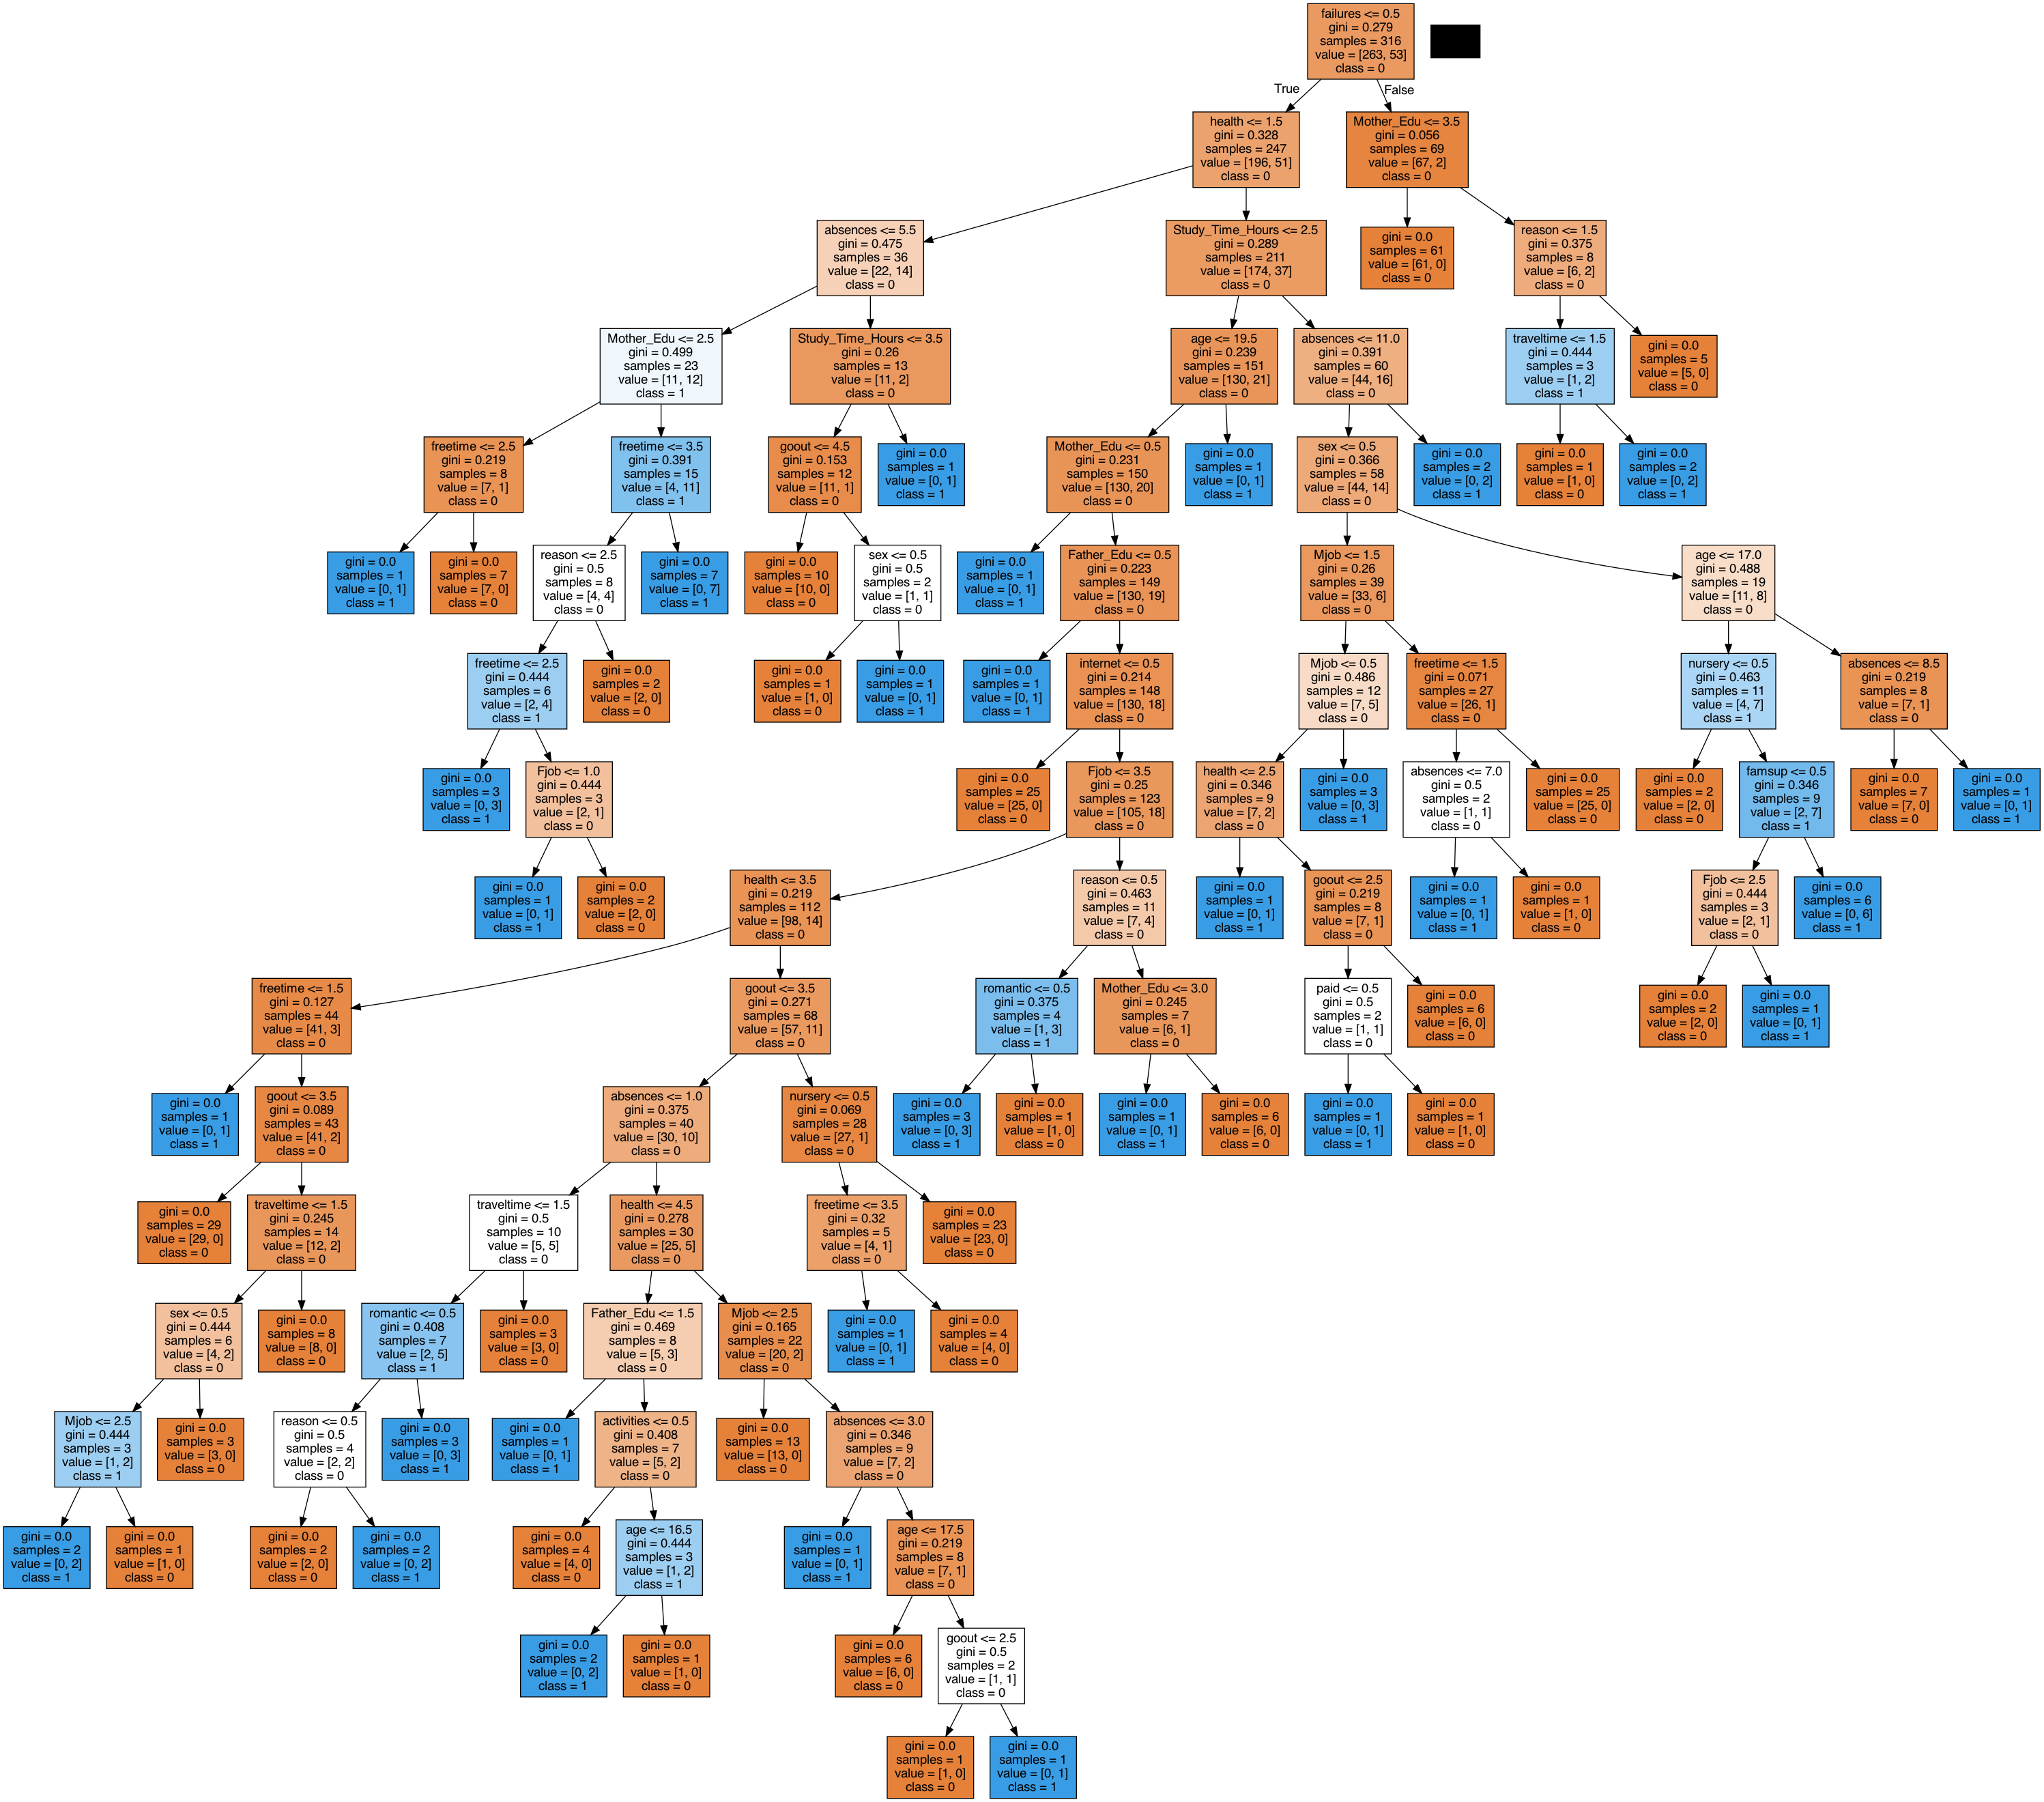 failures <= 0.5
gini = 0.279
samples = 316
value = [263, 53]
class = 0
True
False
health <= 1.5
gini = 0.328
samples = 247
value = [196, 51]
class = 0
Mother_Edu <= 3.5
gini = 0.056
samples = 69
value = [67, 2]
class = 0
absences <= 5.5
gini = 0.475
samples = 36
value = [22, 14]
class = 0
Study_Time_Hours <= 2.5
gini = 0.289
samples = 211
value = [174, 37]
class = 0
gini = 0.0
samples = 61
value = [61, 0]
class = 0
reason <= 1.5
gini = 0.375
samples = 8
value = [6, 2]
class = 0
Mother_Edu <= 2.5
gini = 0.499
samples = 23
value = [11, 12]
class = 1
Study_Time_Hours <= 3.5
gini = 0.26
samples = 13
value = [11, 2]
class = 0
age <= 19.5
gini = 0.239
samples = 151
value = [130, 21]
class = 0
absences <= 11.0
gini = 0.391
samples = 60
value = [44, 16]
class = 0
traveltime <= 1.5
gini = 0.444
samples = 3
value = [1, 2]
class = 1
gini = 0.0
samples = 5
value = [5, 0]
class = 0
freetime <= 2.5
gini = 0.219
samples = 8
value = [7, 1]
class = 0
freetime <= 3.5
gini = 0.391
samples = 15
value = [4, 11]
class = 1
goout <= 4.5
gini = 0.153
samples = 12
value = [11, 1]
class = 0
gini = 0.0
samples = 1
value = [0, 1]
class = 1
Mother_Edu <= 0.5
gini = 0.231
samples = 150
value = [130, 20]
class = 0
gini = 0.0
samples = 1
value = [0, 1]
class = 1
sex <= 0.5
gini = 0.366
samples = 58
value = [44, 14]
class = 0
gini = 0.0
samples = 2
value = [0, 2]
class = 1
gini = 0.0
samples = 1
value = [1, 0]
class = 0
gini = 0.0
samples = 2
value = [0, 2]
class = 1
gini = 0.0
samples = 1
value = [0, 1]
class = 1
gini = 0.0
samples = 7
value = [7, 0]
class = 0
reason <= 2.5
gini = 0.5
samples = 8
value = [4, 4]
class = 0
gini = 0.0
samples = 7
value = [0, 7]
class = 1
gini = 0.0
samples = 10
value = [10, 0]
class = 0
sex <= 0.5
gini = 0.5
samples = 2
value = [1, 1]
class = 0
gini = 0.0
samples = 1
value = [0, 1]
class = 1
Father_Edu <= 0.5
gini = 0.223
samples = 149
value = [130, 19]
class = 0
Mjob <= 1.5
gini = 0.26
samples = 39
value = [33, 6]
class = 0
age <= 17.0
gini = 0.488
samples = 19
value = [11, 8]
class = 0
freetime <= 2.5
gini = 0.444
samples = 6
value = [2, 4]
class = 1
gini = 0.0
samples = 2
value = [2, 0]
class = 0
gini = 0.0
samples = 1
value = [1, 0]
class = 0
gini = 0.0
samples = 1
value = [0, 1]
class = 1
gini = 0.0
samples = 1
value = [0, 1]
class = 1
internet <= 0.5
gini = 0.214
samples = 148
value = [130, 18]
class = 0
Mjob <= 0.5
gini = 0.486
samples = 12
value = [7, 5]
class = 0
freetime <= 1.5
gini = 0.071
samples = 27
value = [26, 1]
class = 0
nursery <= 0.5
gini = 0.463
samples = 11
value = [4, 7]
class = 1
absences <= 8.5
gini = 0.219
samples = 8
value = [7, 1]
class = 0
gini = 0.0
samples = 3
value = [0, 3]
class = 1
Fjob <= 1.0
gini = 0.444
samples = 3
value = [2, 1]
class = 0
gini = 0.0
samples = 25
value = [25, 0]
class = 0
Fjob <= 3.5
gini = 0.25
samples = 123
value = [105, 18]
class = 0
health <= 2.5
gini = 0.346
samples = 9
value = [7, 2]
class = 0
gini = 0.0
samples = 3
value = [0, 3]
class = 1
absences <= 7.0
gini = 0.5
samples = 2
value = [1, 1]
class = 0
gini = 0.0
samples = 25
value = [25, 0]
class = 0
gini = 0.0
samples = 2
value = [2, 0]
class = 0
famsup <= 0.5
gini = 0.346
samples = 9
value = [2, 7]
class = 1
gini = 0.0
samples = 7
value = [7, 0]
class = 0
gini = 0.0
samples = 1
value = [0, 1]
class = 1
gini = 0.0
samples = 1
value = [0, 1]
class = 1
gini = 0.0
samples = 2
value = [2, 0]
class = 0
health <= 3.5
gini = 0.219
samples = 112
value = [98, 14]
class = 0
reason <= 0.5
gini = 0.463
samples = 11
value = [7, 4]
class = 0
gini = 0.0
samples = 1
value = [0, 1]
class = 1
goout <= 2.5
gini = 0.219
samples = 8
value = [7, 1]
class = 0
gini = 0.0
samples = 1
value = [0, 1]
class = 1
gini = 0.0
samples = 1
value = [1, 0]
class = 0
Fjob <= 2.5
gini = 0.444
samples = 3
value = [2, 1]
class = 0
gini = 0.0
samples = 6
value = [0, 6]
class = 1
freetime <= 1.5
gini = 0.127
samples = 44
value = [41, 3]
class = 0
goout <= 3.5
gini = 0.271
samples = 68
value = [57, 11]
class = 0
romantic <= 0.5
gini = 0.375
samples = 4
value = [1, 3]
class = 1
Mother_Edu <= 3.0
gini = 0.245
samples = 7
value = [6, 1]
class = 0
paid <= 0.5
gini = 0.5
samples = 2
value = [1, 1]
class = 0
gini = 0.0
samples = 6
value = [6, 0]
class = 0
gini = 0.0
samples = 2
value = [2, 0]
class = 0
gini = 0.0
samples = 1
value = [0, 1]
class = 1
gini = 0.0
samples = 1
value = [0, 1]
class = 1
goout <= 3.5
gini = 0.089
samples = 43
value = [41, 2]
class = 0
absences <= 1.0
gini = 0.375
samples = 40
value = [30, 10]
class = 0
nursery <= 0.5
gini = 0.069
samples = 28
value = [27, 1]
class = 0
gini = 0.0
samples = 3
value = [0, 3]
class = 1
gini = 0.0
samples = 1
value = [1, 0]
class = 0
gini = 0.0
samples = 1
value = [0, 1]
class = 1
gini = 0.0
samples = 6
value = [6, 0]
class = 0
gini = 0.0
samples = 1
value = [0, 1]
class = 1
gini = 0.0
samples = 1
value = [1, 0]
class = 0
gini = 0.0
samples = 29
value = [29, 0]
class = 0
traveltime <= 1.5
gini = 0.245
samples = 14
value = [12, 2]
class = 0
traveltime <= 1.5
gini = 0.5
samples = 10
value = [5, 5]
class = 0
health <= 4.5
gini = 0.278
samples = 30
value = [25, 5]
class = 0
freetime <= 3.5
gini = 0.32
samples = 5
value = [4, 1]
class = 0
gini = 0.0
samples = 23
value = [23, 0]
class = 0
sex <= 0.5
gini = 0.444
samples = 6
value = [4, 2]
class = 0
gini = 0.0
samples = 8
value = [8, 0]
class = 0
romantic <= 0.5
gini = 0.408
samples = 7
value = [2, 5]
class = 1
gini = 0.0
samples = 3
value = [3, 0]
class = 0
Father_Edu <= 1.5
gini = 0.469
samples = 8
value = [5, 3]
class = 0
Mjob <= 2.5
gini = 0.165
samples = 22
value = [20, 2]
class = 0
gini = 0.0
samples = 1
value = [0, 1]
class = 1
gini = 0.0
samples = 4
value = [4, 0]
class = 0
Mjob <= 2.5
gini = 0.444
samples = 3
value = [1, 2]
class = 1
gini = 0.0
samples = 3
value = [3, 0]
class = 0
reason <= 0.5
gini = 0.5
samples = 4
value = [2, 2]
class = 0
gini = 0.0
samples = 3
value = [0, 3]
class = 1
gini = 0.0
samples = 1
value = [0, 1]
class = 1
activities <= 0.5
gini = 0.408
samples = 7
value = [5, 2]
class = 0
gini = 0.0
samples = 13
value = [13, 0]
class = 0
absences <= 3.0
gini = 0.346
samples = 9
value = [7, 2]
class = 0
gini = 0.0
samples = 2
value = [0, 2]
class = 1
gini = 0.0
samples = 1
value = [1, 0]
class = 0
gini = 0.0
samples = 2
value = [2, 0]
class = 0
gini = 0.0
samples = 2
value = [0, 2]
class = 1
gini = 0.0
samples = 4
value = [4, 0]
class = 0
age <= 16.5
gini = 0.444
samples = 3
value = [1, 2]
class = 1
gini = 0.0
samples = 1
value = [0, 1]
class = 1
age <= 17.5
gini = 0.219
samples = 8
value = [7, 1]
class = 0
gini = 0.0
samples = 2
value = [0, 2]
class = 1
gini = 0.0
samples = 1
value = [1, 0]
class = 0
gini = 0.0
samples = 6
value = [6, 0]
class = 0
goout <= 2.5
gini = 0.5
samples = 2
value = [1, 1]
class = 0
gini = 0.0
samples = 1
value = [1, 0]
class = 0
gini = 0.0
samples = 1
value = [0, 1]
class = 1